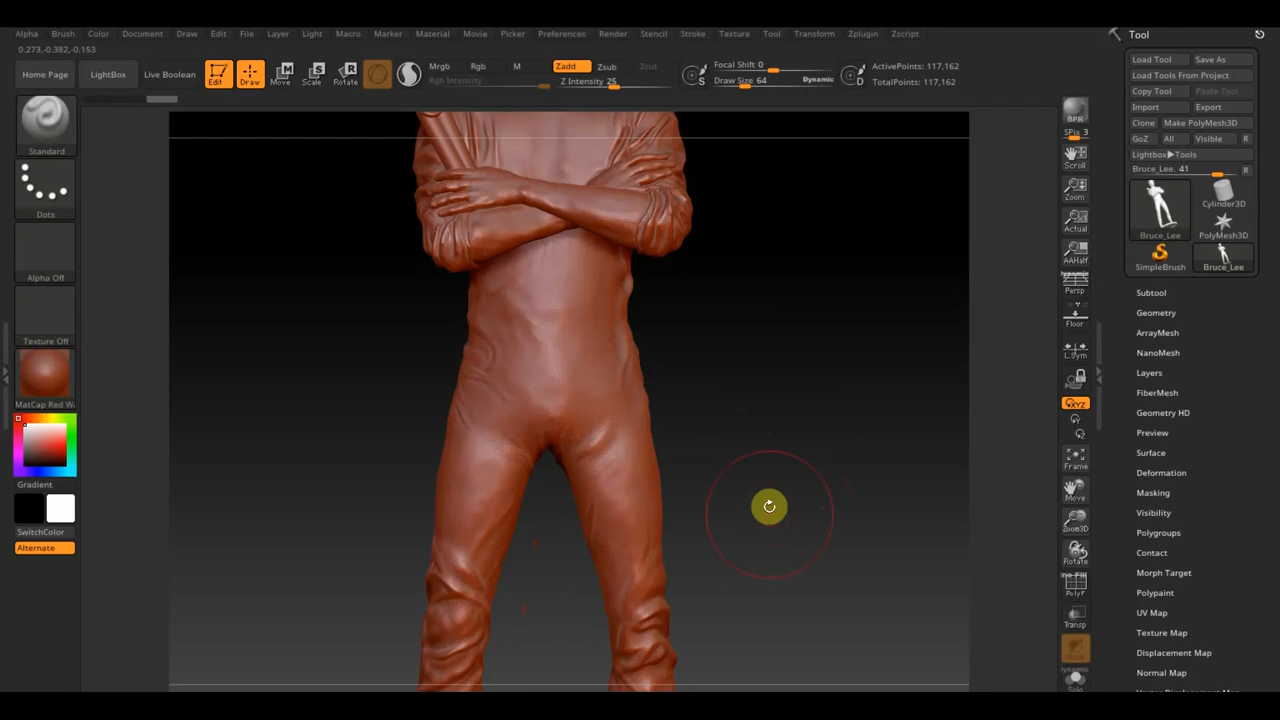 Alpha Brush Color Document Draw Edit File Layer Light Macro Marker Material Movie Picker Preferences Render Stencil Stroke Texture Tool Transform Zplugin Zscript
Tool
0.273,-0.382,-0.153
Home Page
LightBox
Live Boolean
Edit
Draw
Move
Scale
Rotate
Mrgb Rgb M
Rgb Intensity
Zadd Zsub Zcut
Z Intensity 25
S
Focal Shift 0
Draw Size 64 Dynamic
D
ActivePoints: 117,162
TotalPoints: 117,162
Load Tool Save As
Load Tools From Project
Copy Tool Paste Tool
Import Export
Clone Make PolyMesh3D
GoZ All Visible R
Lightbox▶Tools
Bruce_Lee. 41 R
Bruce_Lee
Cylinder3D
PolyMesh3D
SimpleBrush
Bruce_Lee
Standard
Dots
Alpha Off
Texture Off
MatCap Red Wa
Gradient
SwitchColor
Alternate
BPR
SPix 3
Scroll
Zoom
Actual
AAHalf
Dynamic
Persp
Floor
L.Sym
XYZ
Y
Z
Frame
Move
Zoom3D
Rotate
Line Fill
PolyF
Transp
Dynamic
Solo
Subtool
Geometry
ArrayMesh
NanoMesh
Layers
FiberMesh
Geometry HD
Preview
Surface
Deformation
Masking
Visibility
Polygroups
Contact
Morph Target
Polypaint
UV Map
Texture Map
Displacement Map
Normal Map